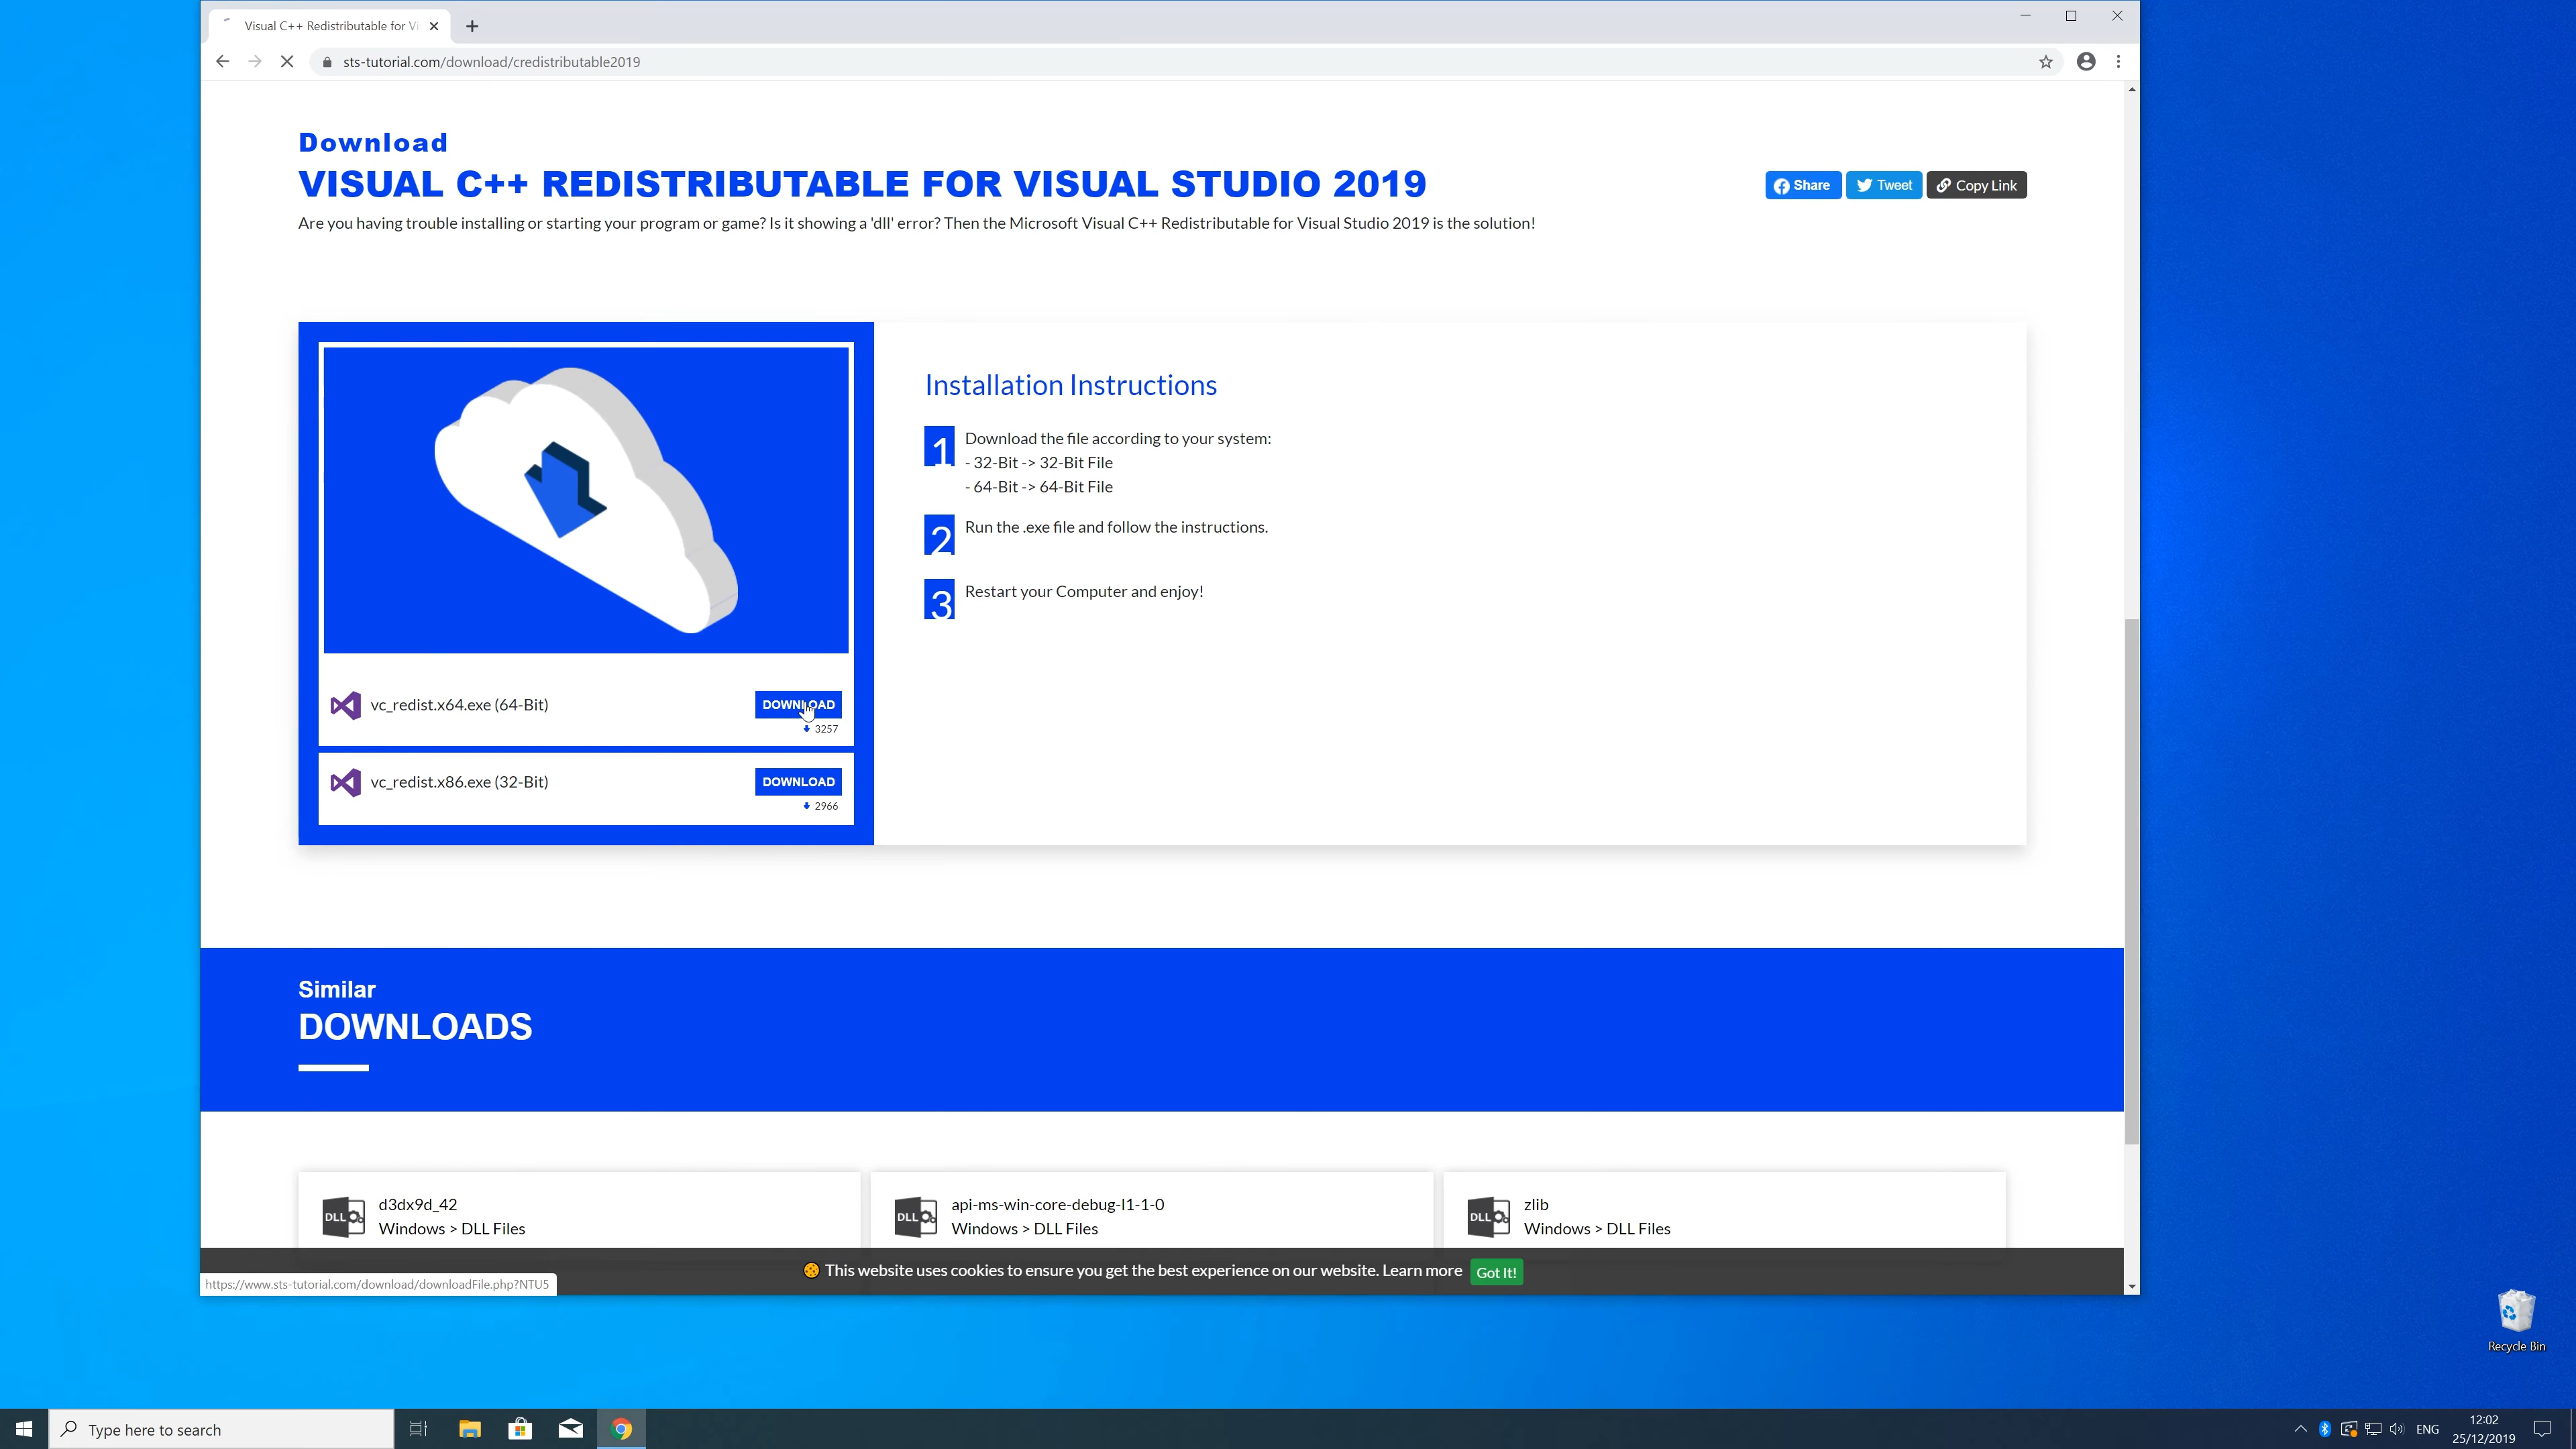 Visual C++ Redistributable for Vi
sts-tutorial.com/download/credistributable2019
Download
VISUAL C++ REDISTRIBUTABLE FOR VISUAL STUDIO 2019
Share
Tweet
Copy Link
Are you having trouble installing or starting your program or game? Is it showing a 'dll' error? Then the Microsoft Visual C++ Redistributable for Visual Studio 2019 is the solution!
Installation Instructions
1
Download the file according to your system:
- 32-Bit -> 32-Bit File
- 64-Bit -> 64-Bit File
2
Run the .exe file and follow the instructions.
3
Restart your Computer and enjoy!
vc_redist.x64.exe (64-Bit)
DOWNLOAD
3257
vc_redist.x86.exe (32-Bit)
DOWNLOAD
2966
Similar
DOWNLOADS
DLL
d3dx9d_42
Windows > DLL Files
DLL
api-ms-win-core-debug-l1-1-0
Windows > DLL Files
DLL
zlib
Windows > DLL Files
This website uses cookies to ensure you get the best experience on our website. Learn more
Got It!
https://www.sts-tutorial.com/download/downloadFile.php?NTU5
Recycle Bin
Type here to search
ENG
12:02
25/12/2019